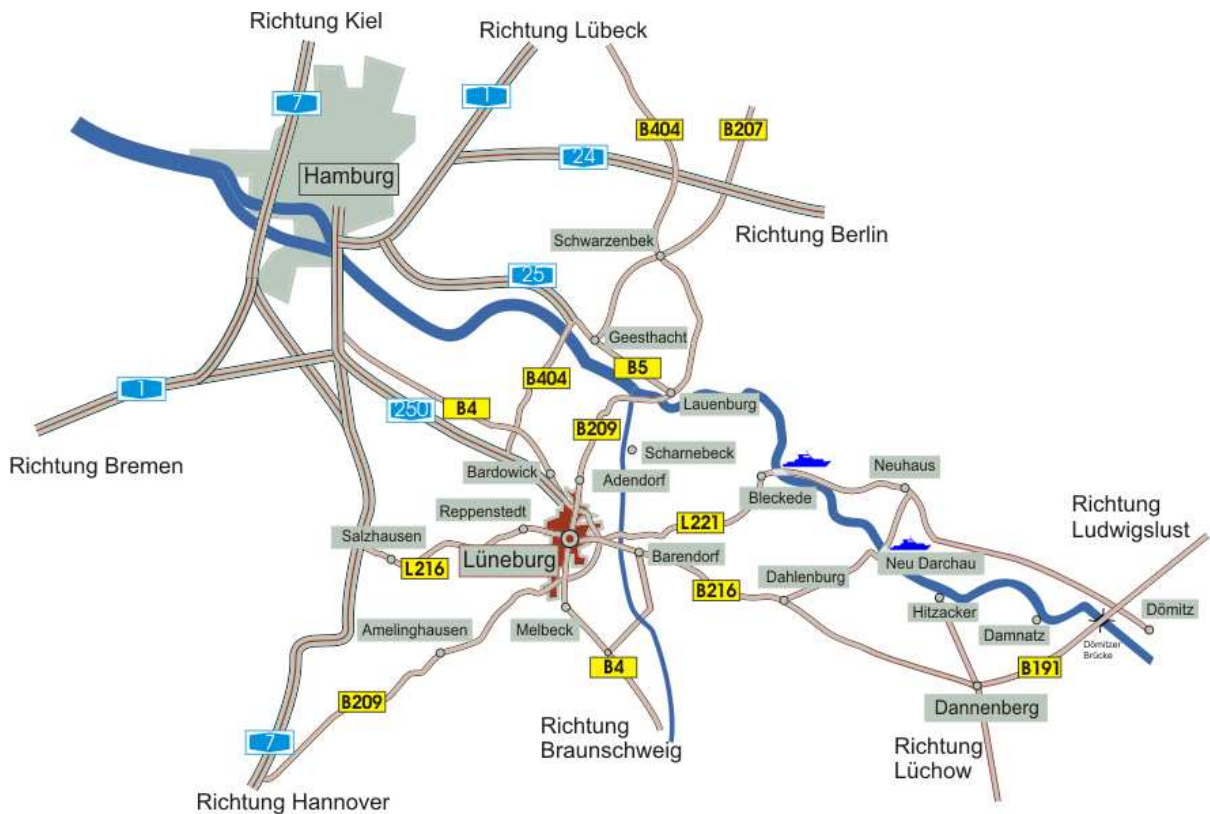 Richtung Kiel
Richtung Lübeck
7
1
B404
B207
24
Hamburg
Richtung Berlin
Schwarzenbek
25
Geesthacht
B5
1
B404
250
B4
Lauenburg
B209
Richtung Bremen
Scharnebeck
Bardowick
Adendorf
Neuhaus
Bleckede
Richtung
Ludwigslust
Reppenstedt
L221
Salzhausen
Lüneburg
Barendorf
Neu Darchau
L216
B216
Dahlenburg
Hitzacker
Dömitz
Amelinghausen
Melbeck
Damnatz
Dömitzer
Brücke
B4
B191
B209
Dannenberg
7
Richtung
Braunschweig
Richtung
Lüchow
Richtung Hannover